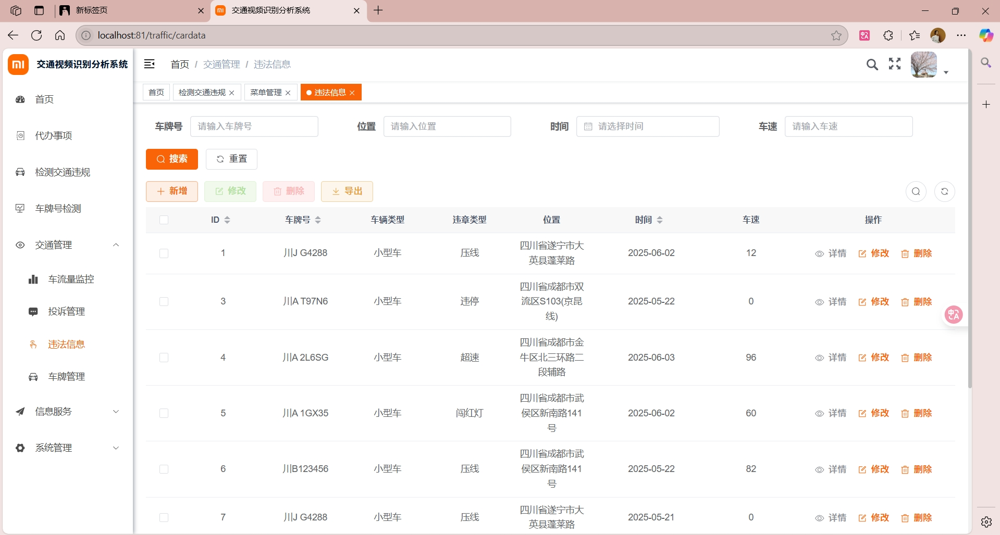 新标签页
交通视频识别分析系统
localhost:81/traffic/cardata
交通视频识别分析系统
首页 / 交通管理 / 违法信息
首页
检测交通违规
菜单管理
违法信息
首页
代办事项
检测交通违规
车牌号检测
交通管理
车流量监控
投诉管理
违法信息
车牌管理
信息服务
系统管理
车牌号 请输入车牌号 位置 请输入位置 时间 请选择时间 车速 请输入车速
搜索 重置
新增 修改 删除 导出
ID 车牌号 车辆类型 违章类型 位置 时间 车速 操作
1 川J G4288 小型车 压线 四川省遂宁市大
英县蓬莱路 2025-06-02 12 详情 修改 删除
3 川A T97N6 小型车 违停 四川省成都市双
流区S103(京昆
线) 2025-05-22 0 详情 修改 删除
4 川A 2L6SG 小型车 超速 四川省成都市金
牛区北三环路二
段辅路 2025-06-03 96 详情 修改 删除
5 川A 1GX35 小型车 闯红灯 四川省成都市武
侯区新南路141
号 2025-06-02 60 详情 修改 删除
6 川B123456 小型车 压线 四川省成都市武
侯区新南路141
号 2025-05-22 82 详情 修改 删除
7 川J G4288 小型车 压线 四川省遂宁市大
英县蓬莱路 2025-05-21 0 详情 修改 删除